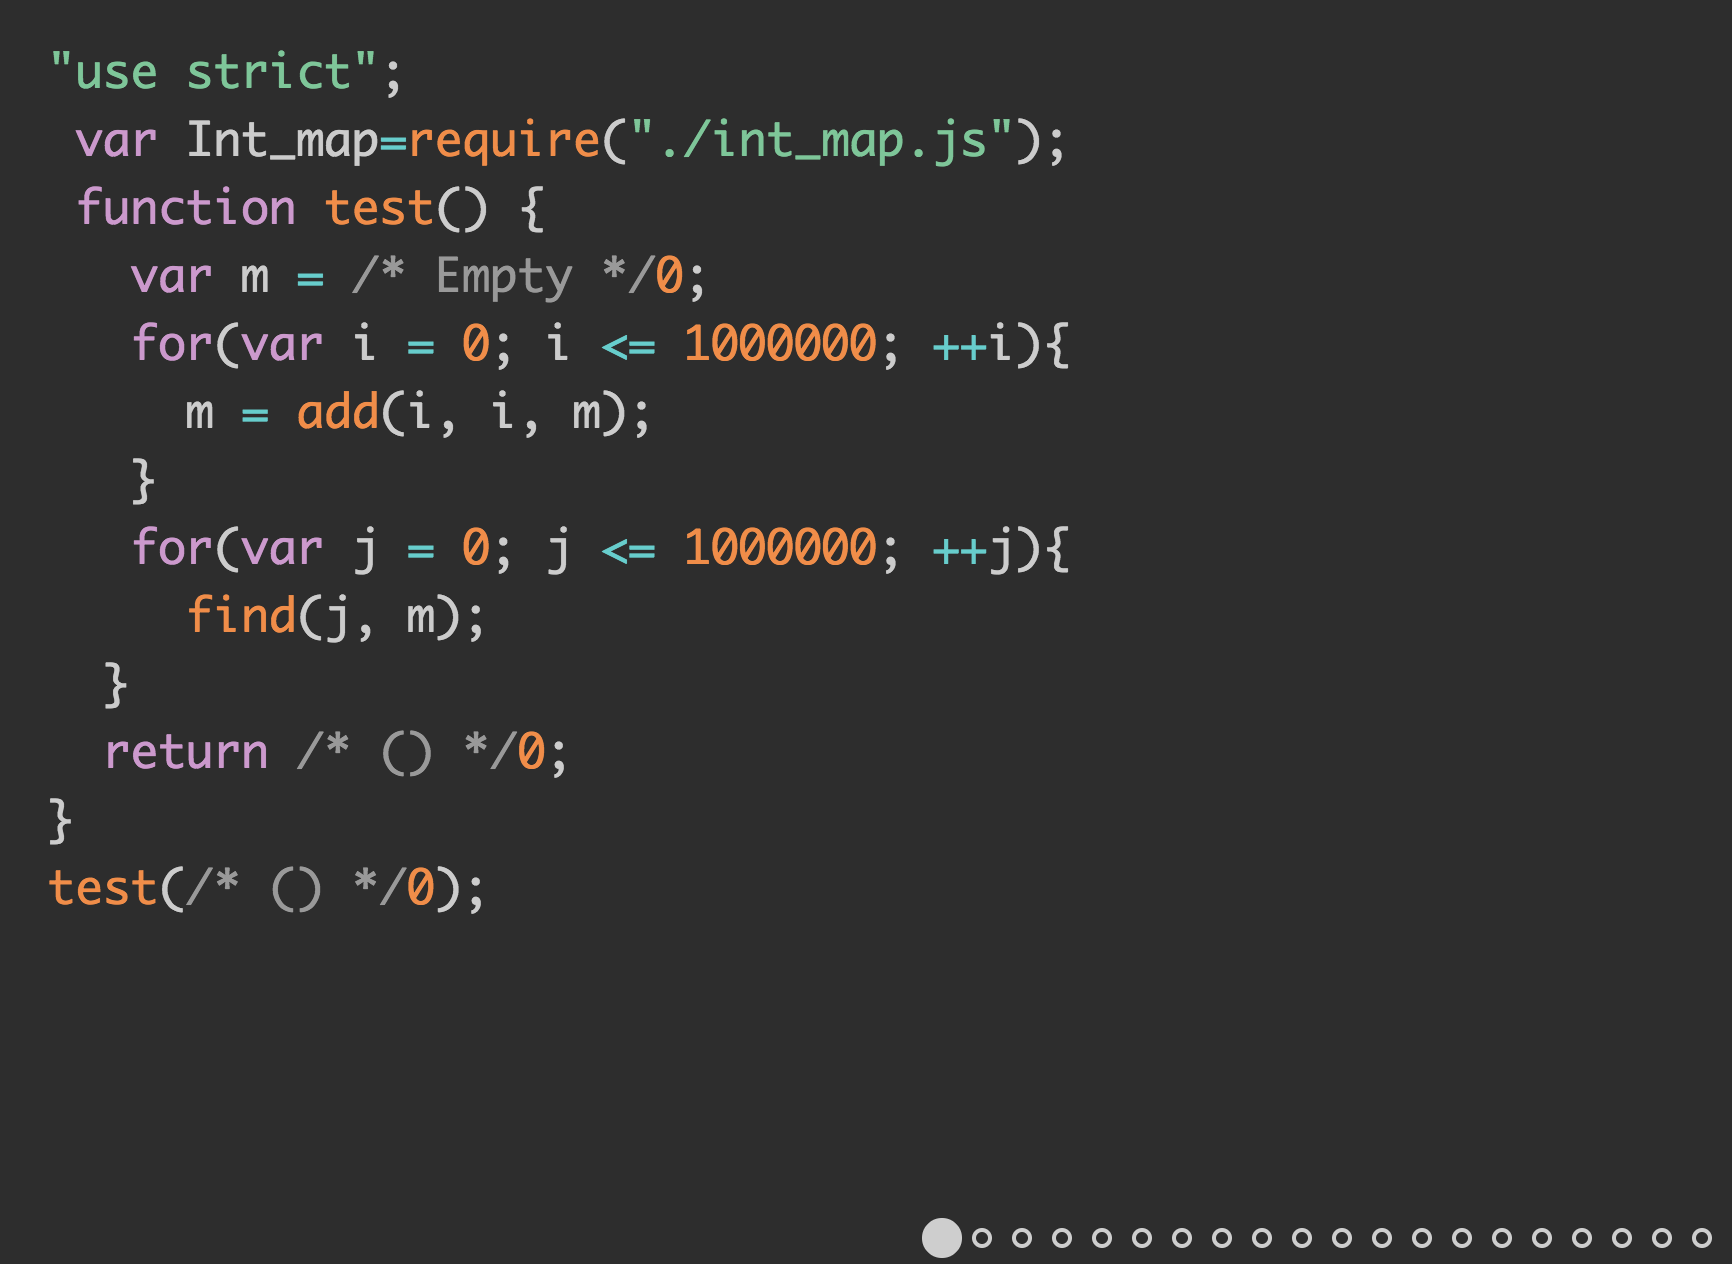 "use strict";
 var Int_map=require("./int_map.js");
 function test() {
   var m = /* Empty */0;
   for(var i = 0; i <= 1000000; ++i){
     m = add(i, i, m);
   }
   for(var j = 0; j <= 1000000; ++j){
     find(j, m);
  }
  return /* () */0;
}
test(/* () */0);